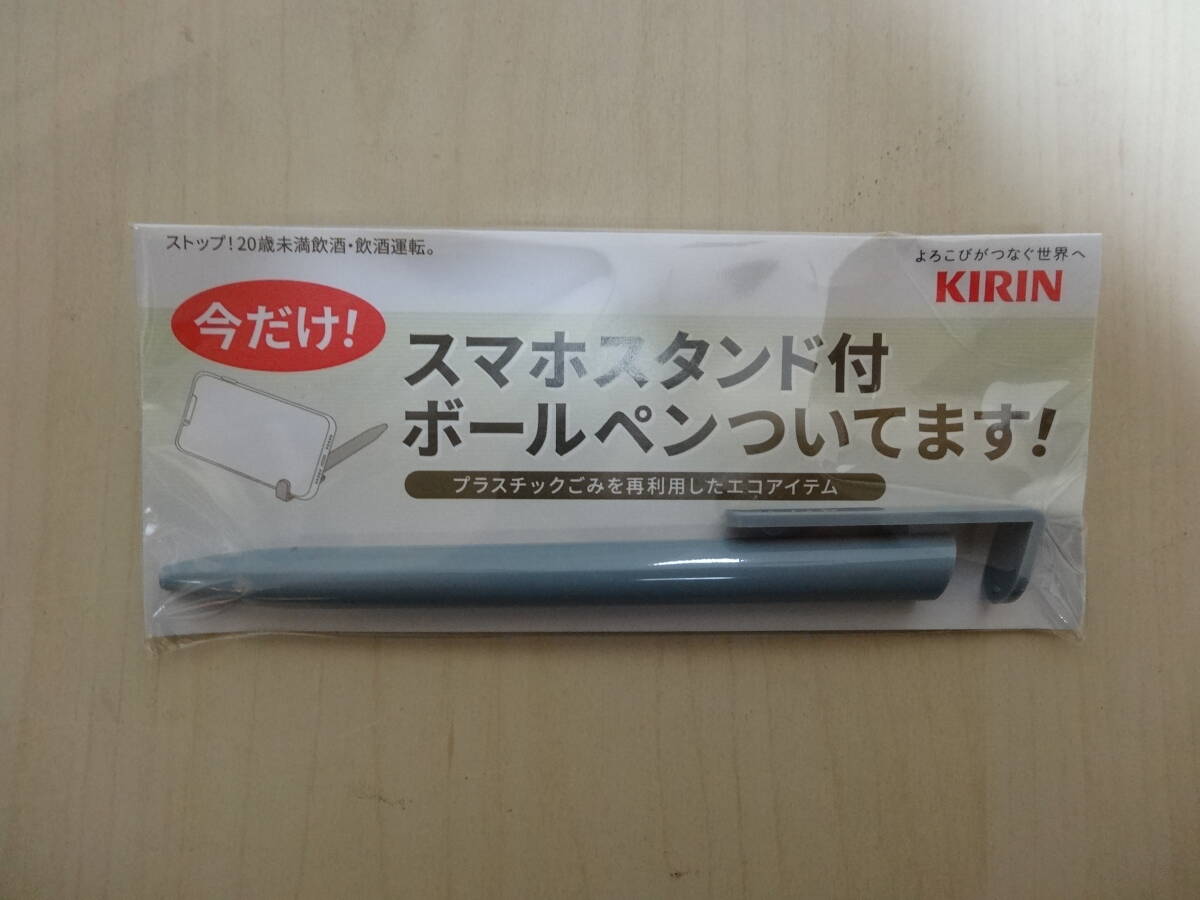 ストップ!20歳未満飲酒・飲酒運転。
よろこびがつなぐ世界へ
KIRIN
今だけ!
スマホスタンド付
ボールペンついてます!
プラスチックごみを再利用したエコアイテム